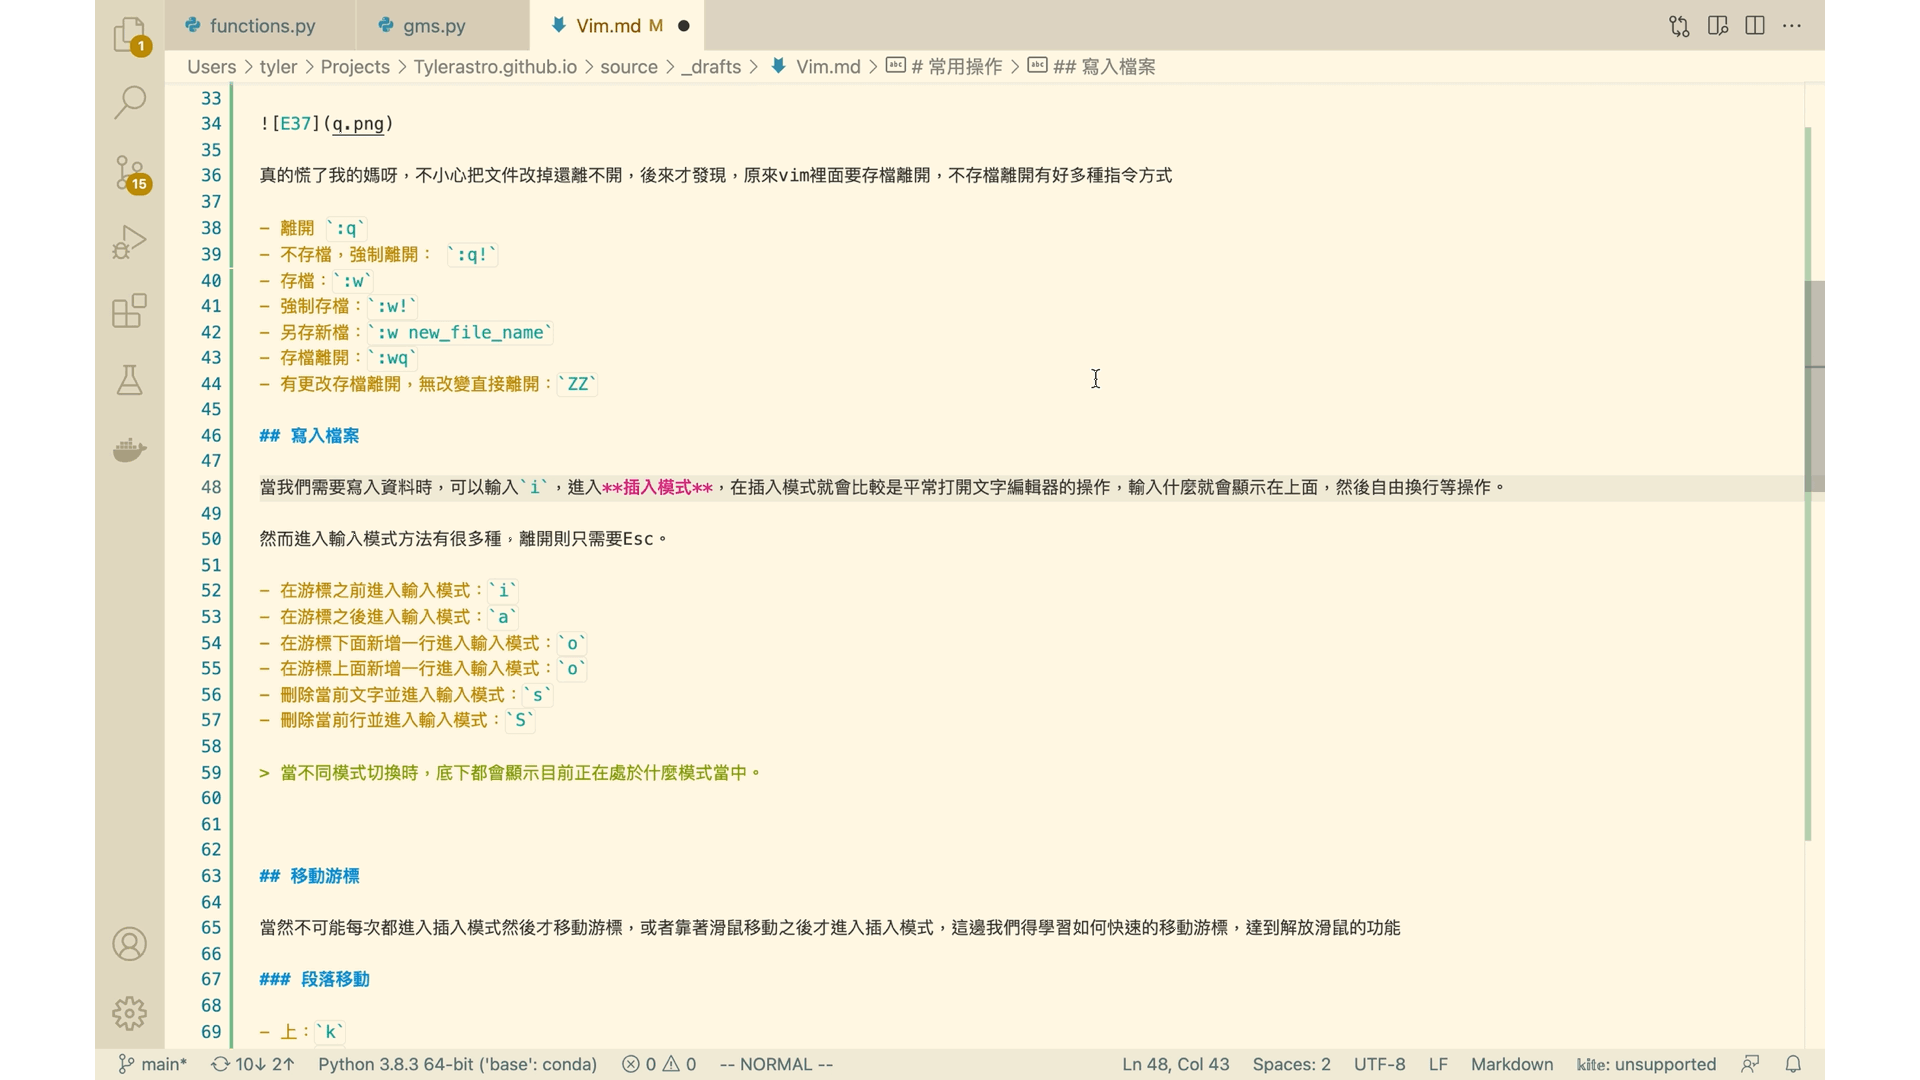 functions.py
gms.py
Vim.md M
1
Users > tyler > Projects > Tylerastro.github.io > source > _drafts > Vim.md > # 常用操作 > ## 寫入檔案
33
34 ![E37](q.png)
35
36 真的慌了我的媽呀，不小心把文件改掉還離不開，後來才發現，原來vim裡面要存檔離開，不存檔離開有好多種指令方式
37
38 - 離開 `:q`
39 - 不存檔，強制離開： `:q!`
40 - 存檔：`:w`
41 - 強制存檔：`:w!`
42 - 另存新檔：`:w new_file_name`
43 - 存檔離開：`:wq`
44 - 有更改存檔離開，無改變直接離開：`ZZ`
45
46 ## 寫入檔案
47
48 當我們需要寫入資料時，可以輸入`i`，進入**插入模式**，在插入模式就會比較是平常打開文字編輯器的操作，輸入什麼就會顯示在上面，然後自由換行等操作。
49
50 然而進入輸入模式方法有很多種，離開則只需要Esc。
51
52 - 在游標之前進入輸入模式：`i`
53 - 在游標之後進入輸入模式：`a`
54 - 在游標下面新增一行進入輸入模式：`o`
55 - 在游標上面新增一行進入輸入模式：`o`
56 - 刪除當前文字並進入輸入模式：`s`
57 - 刪除當前行並進入輸入模式：`S`
58
59 > 當不同模式切換時，底下都會顯示目前正在處於什麼模式當中。
60
61
62
63 ## 移動游標
64
65 當然不可能每次都進入插入模式然後才移動游標，或者靠著滑鼠移動之後才進入插入模式，這邊我們得學習如何快速的移動游標，達到解放滑鼠的功能
66
67 ### 段落移動
68
69 - 上：`k`
15
main* 10↓ 2↑ Python 3.8.3 64-bit ('base': conda) 0 0 -- NORMAL -- Ln 48, Col 43 Spaces: 2 UTF-8 LF Markdown kite: unsupported